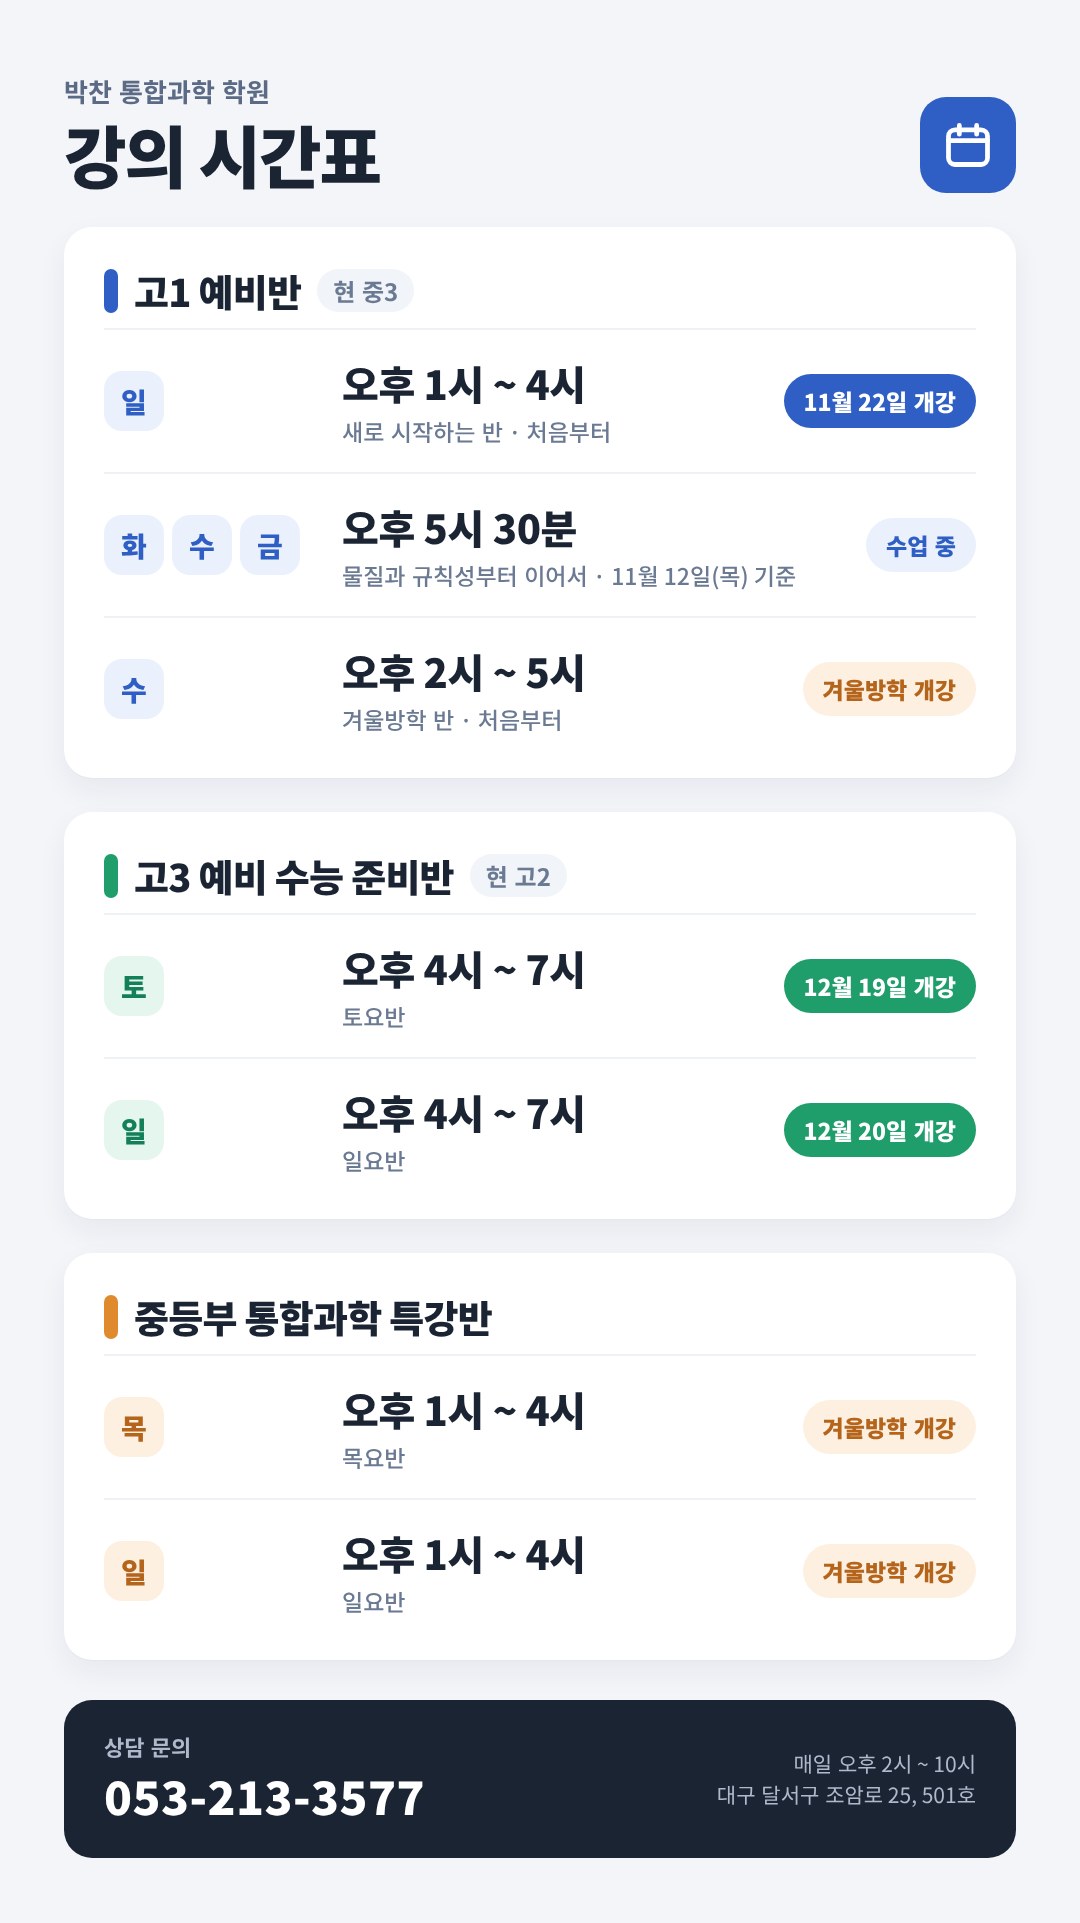 박찬 통합과학 학원
강의 시간표
고1 예비반 현 중3
일
오후 1시 ~ 4시
새로 시작하는 반 · 처음부터
11월 22일 개강
화 수 금
오후 5시 30분
물질과 규칙성부터 이어서 · 11월 12일(목) 기준
수업 중
수
오후 2시 ~ 5시
겨울방학 반 · 처음부터
겨울방학 개강
고3 예비 수능 준비반 현 고2
토
오후 4시 ~ 7시
토요반
12월 19일 개강
일
오후 4시 ~ 7시
일요반
12월 20일 개강
중등부 통합과학 특강반
목
오후 1시 ~ 4시
목요반
겨울방학 개강
일
오후 1시 ~ 4시
일요반
겨울방학 개강
상담 문의
053-213-3577
매일 오후 2시 ~ 10시
대구 달서구 조암로 25, 501호